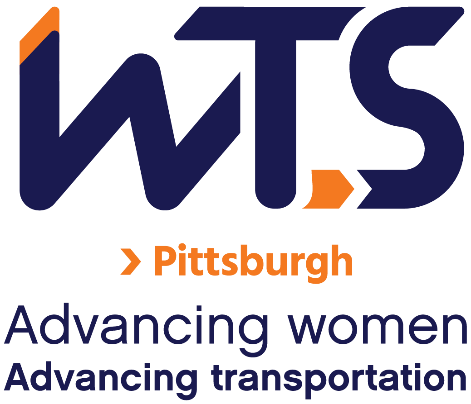 WTS
Pittsburgh
Advancing women
Advancing transportation